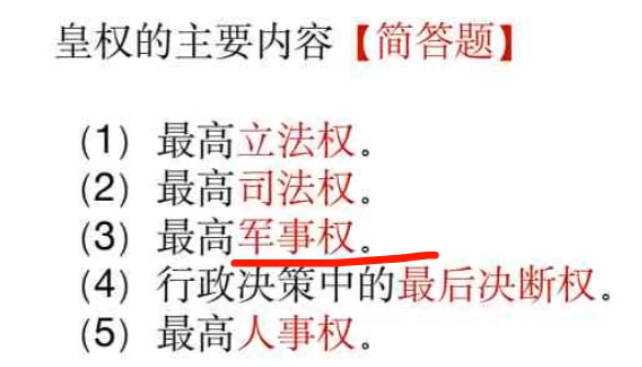 皇权的主要内容【简答题】
(1) 最高立法权。
(2) 最高司法权。
(3) 最高军事权。
(4) 行政决策中的最后决断权。
(5) 最高人事权。